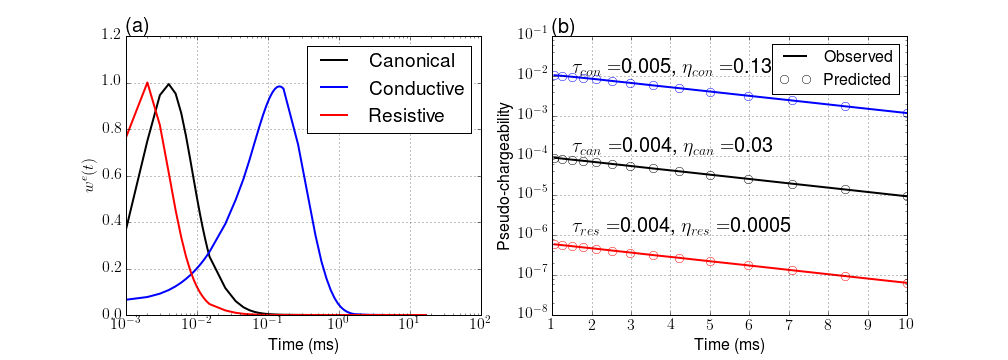 (a)
1.2
1.0
0.8
0.6
0.4
0.2
0.0
w^e(t)
Canonical
Conductive
Resistive
10^-3 10^-2 10^-1 10^0 10^1 10^2
Time (ms)
(b)
10^-1
10^-2
10^-3
10^-4
10^-5
10^-6
10^-7
10^-8
Pseudo-chargeability
Observed
Predicted
τ_con =0.005, η_con =0.13
τ_can =0.004, η_can =0.03
τ_res =0.004, η_res =0.0005
1 2 3 4 5 6 7 8 9 10
Time (ms)